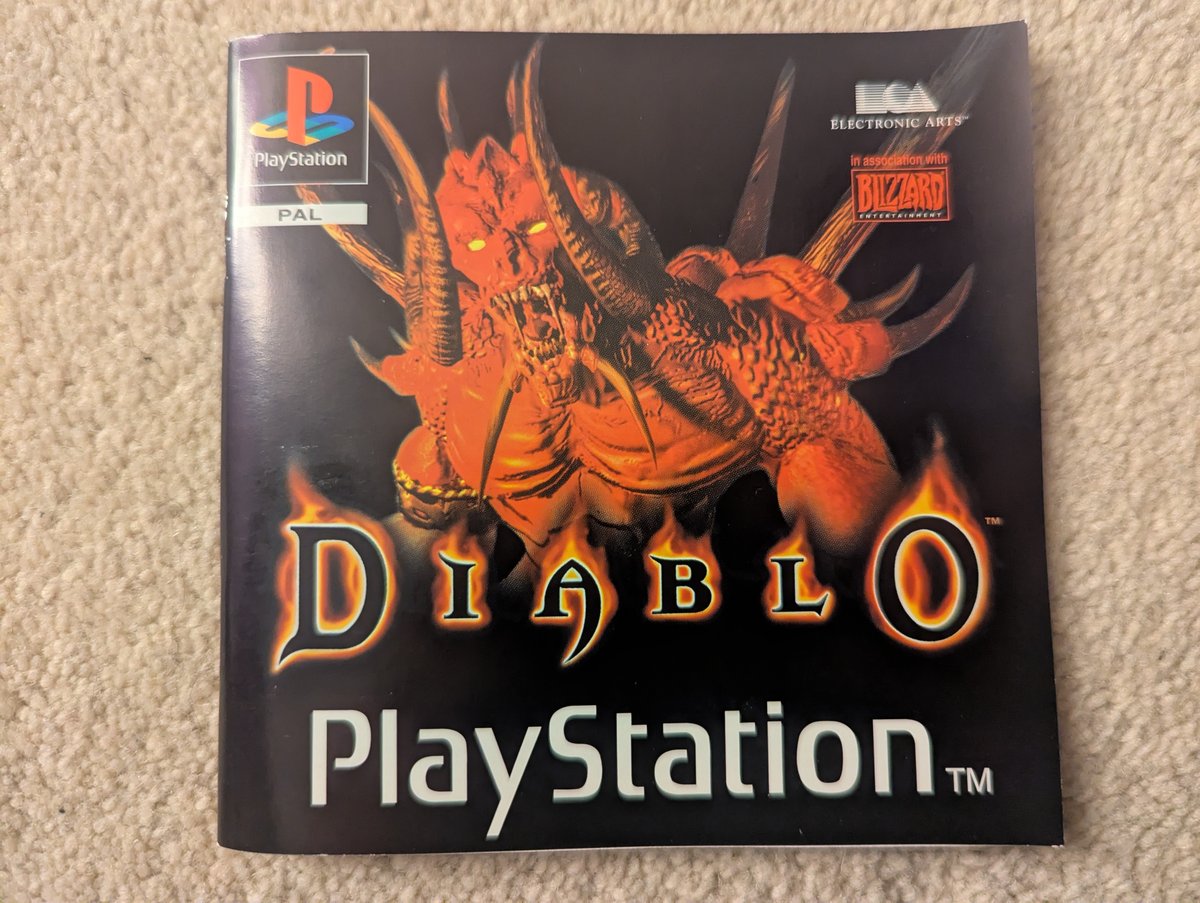 PlayStation
PAL
ELECTRONIC ARTS™
in association with
BLIZZARD
ENTERTAINMENT
DIABLO™
PlayStation™